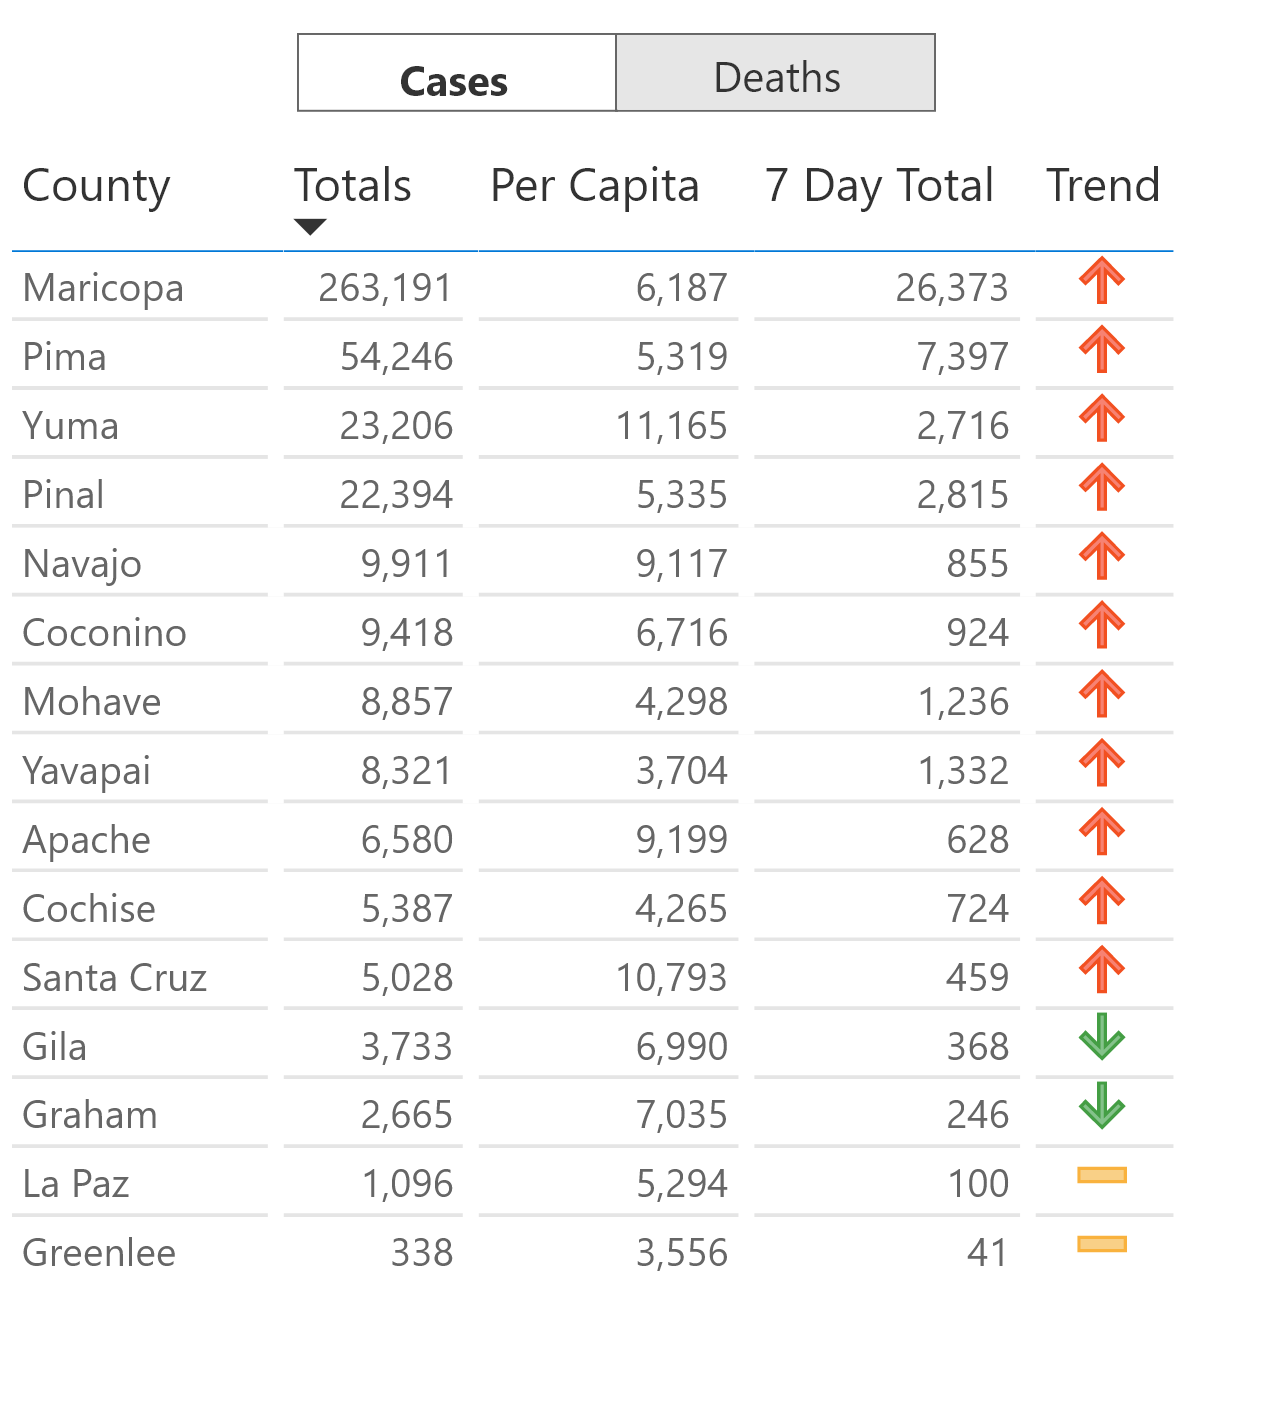 Cases Deaths
County Totals Per Capita 7 Day Total Trend
Maricopa 263,191 6,187 26,373
Pima 54,246 5,319 7,397
Yuma 23,206 11,165 2,716
Pinal 22,394 5,335 2,815
Navajo 9,911 9,117 855
Coconino 9,418 6,716 924
Mohave 8,857 4,298 1,236
Yavapai 8,321 3,704 1,332
Apache 6,580 9,199 628
Cochise 5,387 4,265 724
Santa Cruz 5,028 10,793 459
Gila 3,733 6,990 368
Graham 2,665 7,035 246
La Paz 1,096 5,294 100
Greenlee 338 3,556 41